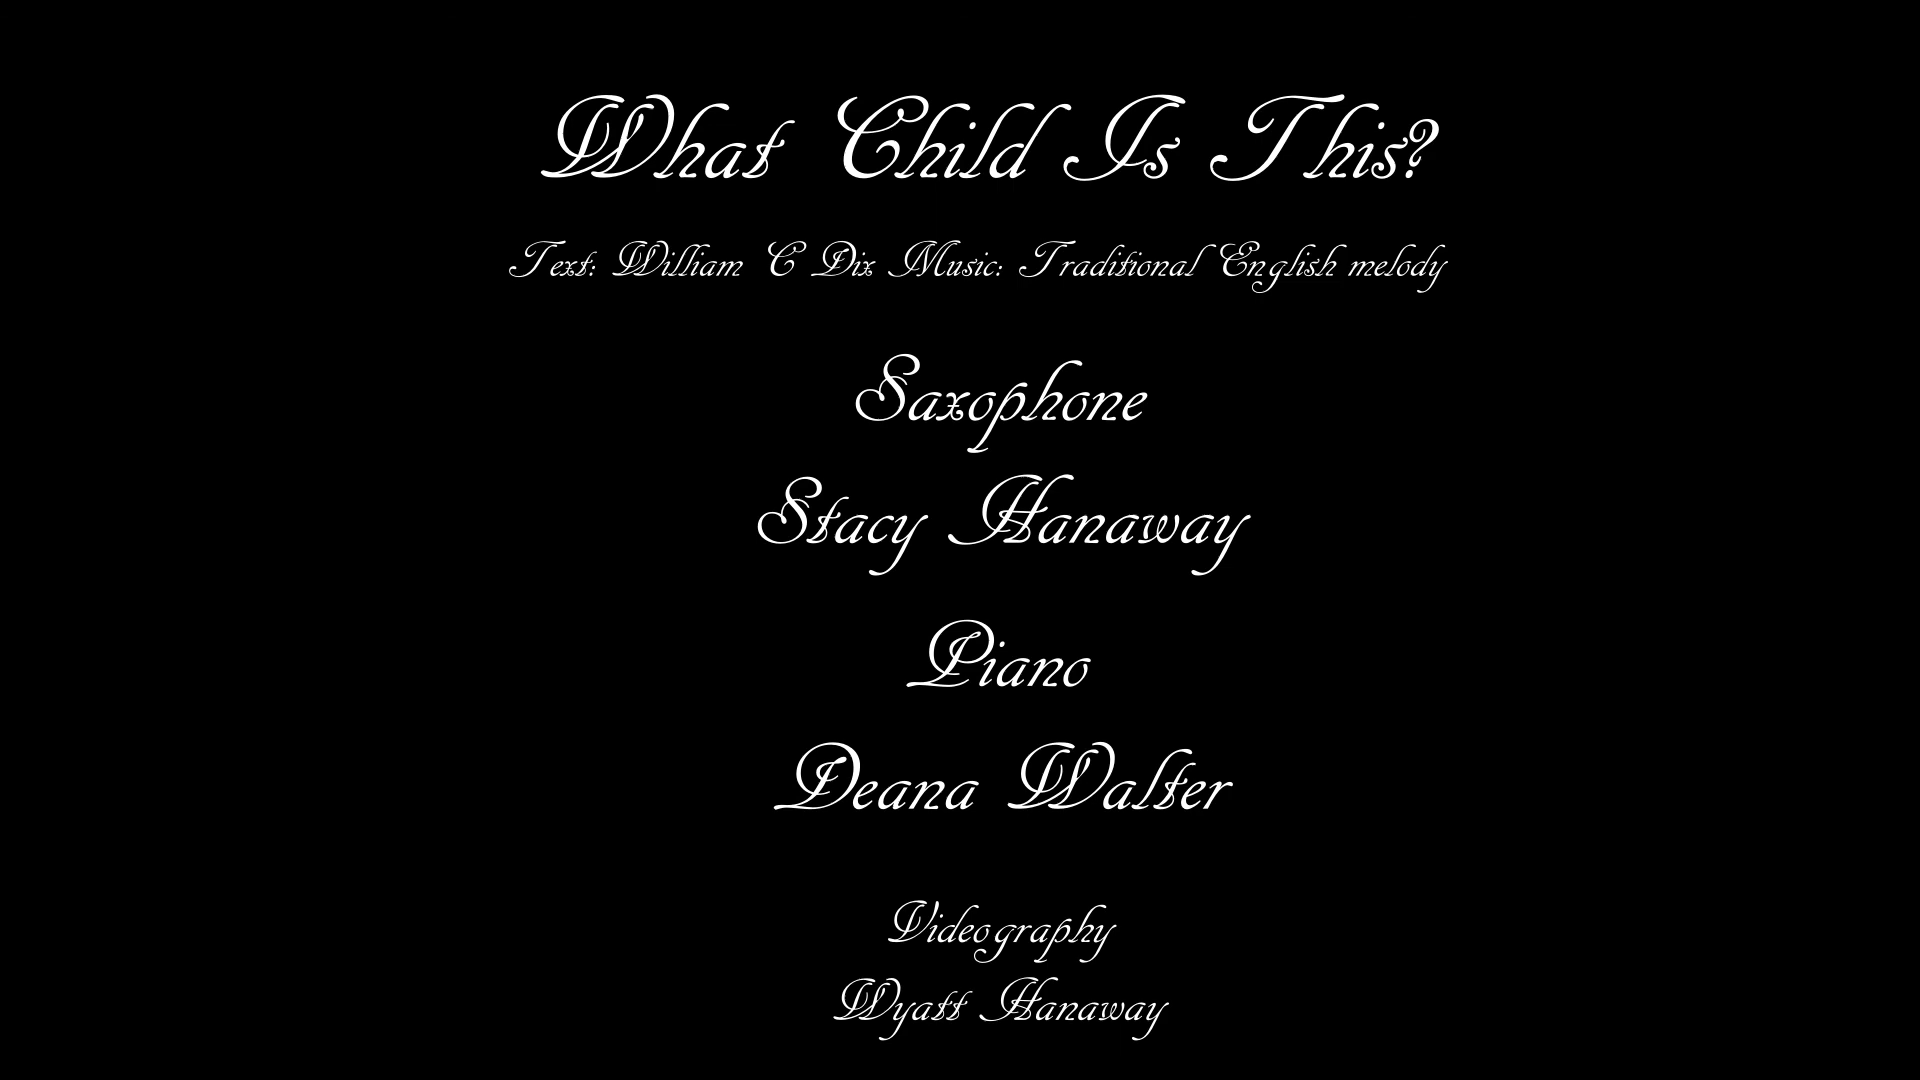 What Child Is This?
Text: William C Dix Music: Traditional English melody
Saxophone
Stacy Hanaway
Piano
Deana Walter
Videography
Wyatt Hanaway